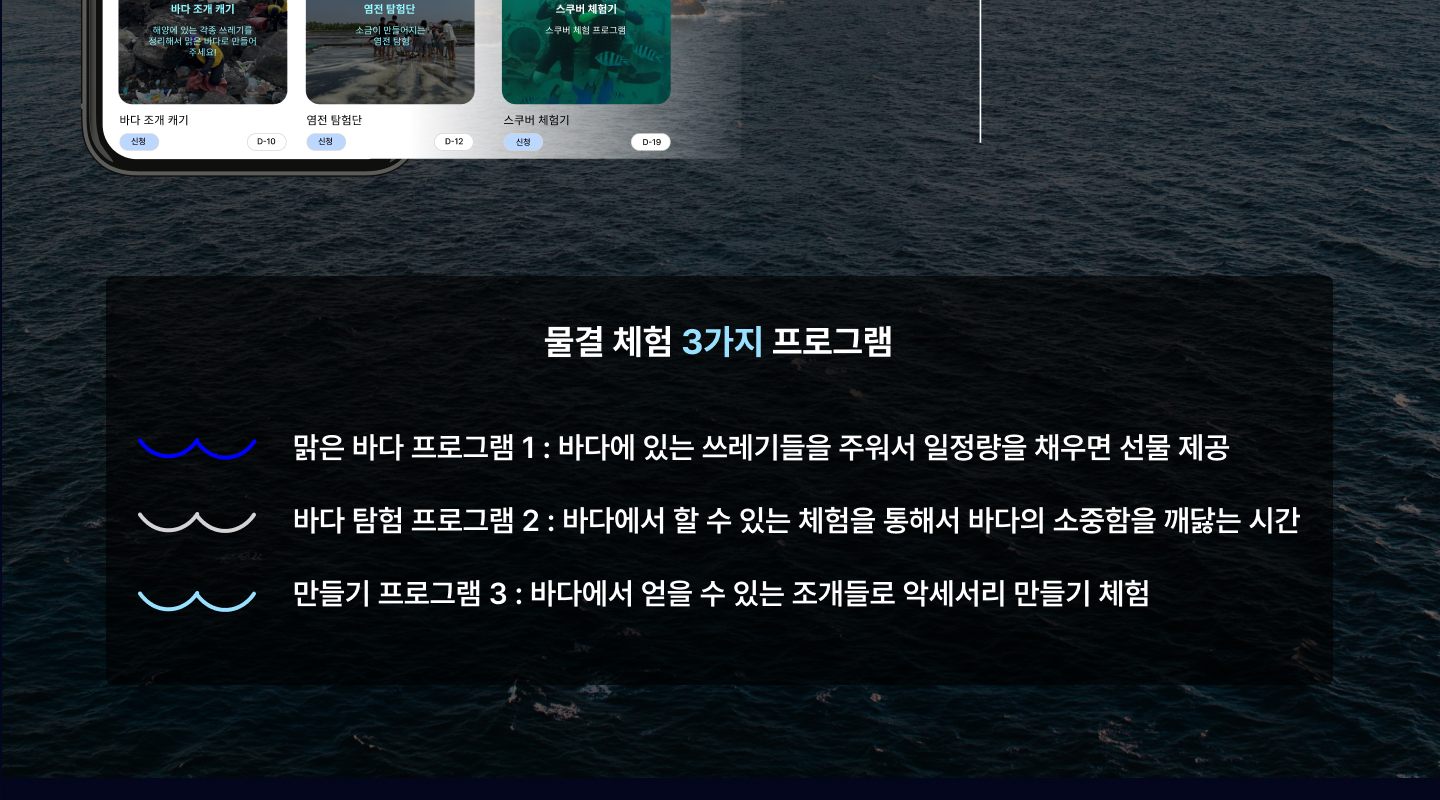 바다 조개 캐기
해양에 있는 각종 쓰레기를
정리해서 맑은 바다로 만들어
주세요!
염전 탐험단
소금이 만들어지는
염전 탐험
스쿠버 체험기
스쿠버 체험 프로그램
바다 조개 캐기
신청
D-10
염전 탐험단
신청
D-12
스쿠버 체험기
신청
D-19
물결 체험 3가지 프로그램
맑은 바다 프로그램 1 : 바다에 있는 쓰레기들을 주워서 일정량을 채우면 선물 제공
바다 탐험 프로그램 2 : 바다에서 할 수 있는 체험을 통해서 바다의 소중함을 깨닳는 시간
만들기 프로그램 3 : 바다에서 얻을 수 있는 조개들로 악세서리 만들기 체험